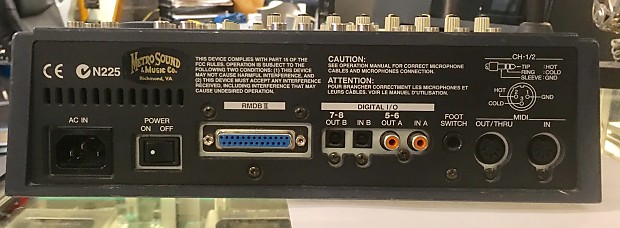 CE N225
METRO SOUND
& MUSIC CO.
Richmond, VA
THIS DEVICE COMPLIES WITH PART 15 OF THE
FCC RULES. OPERATION IS SUBJECT TO THE
FOLLOWING TWO CONDITIONS: (1) THIS DEVICE
MAY NOT CAUSE HARMFUL INTERFERENCE, AND
(2) THIS DEVICE MUST ACCEPT ANY INTERFERENCE
RECEIVED, INCLUDING INTERFERENCE THAT MAY
CAUSE UNDESIRED OPERATION.
CAUTION:
SEE OPERATION MANUAL FOR CORRECT MICROPHONE
CABLES AND MICROPHONES CONNECTION.
ATTENTION:
POUR BRANCHER CORRECTEMENT LES MICROPHONES ET
LEURS CÂBLES. VOIR LE MANUEL D'UTILISATION.
CH-1/2
TIP :HOT
RING :COLD
SLEEVE :GND
HOT
COLD
GND
AC IN
POWER
ON OFF
RMDB II
DIGITAL I/O
7-8 5-6
OUT B IN B OUT A IN A
FOOT
SWITCH
MIDI
OUT/THRU IN